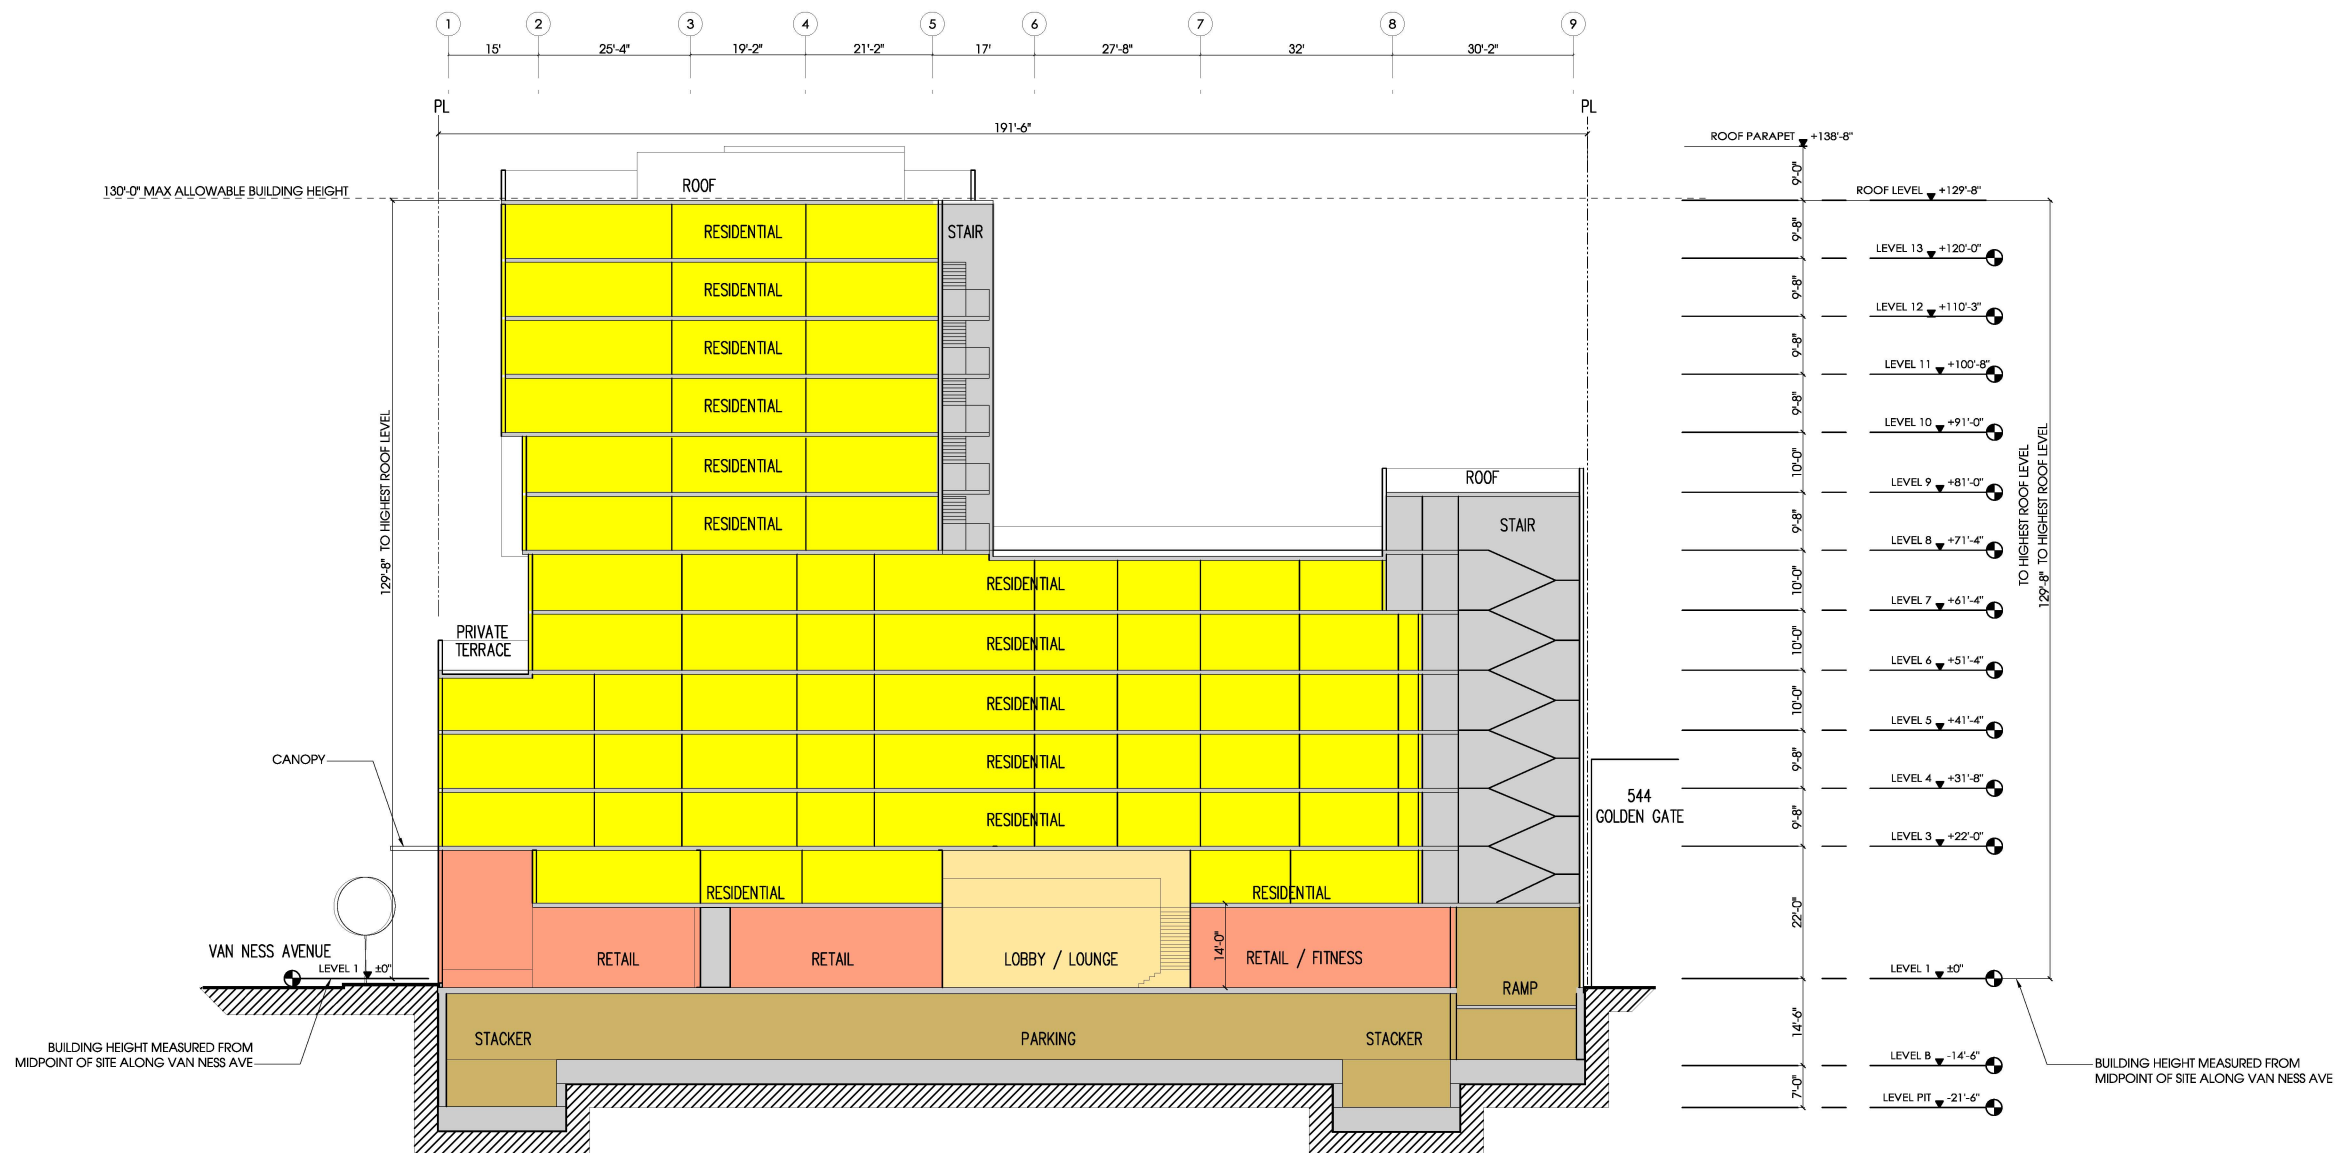 1 2 3 4 5 6 7 8 9
15' 25'-4" 19'-2" 21'-2" 17' 27'-8" 32' 30'-2"
PL PL
191'-6"
ROOF PARAPET +138'-8"
9'-0"
130'-0" MAX ALLOWABLE BUILDING HEIGHT
ROOF
ROOF LEVEL +129'-8"
RESIDENTIAL
STAIR
9'-8"
LEVEL 13 +120'-0"
RESIDENTIAL
9'-8"
LEVEL 12 +110'-3"
RESIDENTIAL
9'-8"
LEVEL 11 +100'-8"
RESIDENTIAL
9'-8"
LEVEL 10 +91'-0"
RESIDENTIAL
10'-0"
ROOF
LEVEL 9 +81'-0"
RESIDENTIAL
STAIR
9'-8"
LEVEL 8 +71'-4"
129'-8" TO HIGHEST ROOF LEVEL
TO HIGHEST ROOF LEVEL
129'-8" TO HIGHEST ROOF LEVEL
RESIDENTIAL
10'-0"
LEVEL 7 +61'-4"
PRIVATE
TERRACE
RESIDENTIAL
10'-0"
LEVEL 6 +51'-4"
RESIDENTIAL
10'-0"
LEVEL 5 +41'-4"
CANOPY
RESIDENTIAL
9'-8"
LEVEL 4 +31'-8"
544
GOLDEN GATE
RESIDENTIAL
9'-8"
LEVEL 3 +22'-0"
RESIDENTIAL
RESIDENTIAL
22'-0"
VAN NESS AVENUE
RETAIL
RETAIL
LOBBY / LOUNGE
14'-0"
RETAIL / FITNESS
LEVEL 1 ±0"
LEVEL 1 ±0"
RAMP
14'-6"
STACKER
PARKING
STACKER
BUILDING HEIGHT MEASURED FROM
MIDPOINT OF SITE ALONG VAN NESS AVE
LEVEL B -14'-6"
BUILDING HEIGHT MEASURED FROM
MIDPOINT OF SITE ALONG VAN NESS AVE
7'-0"
LEVEL PIT -21'-6"